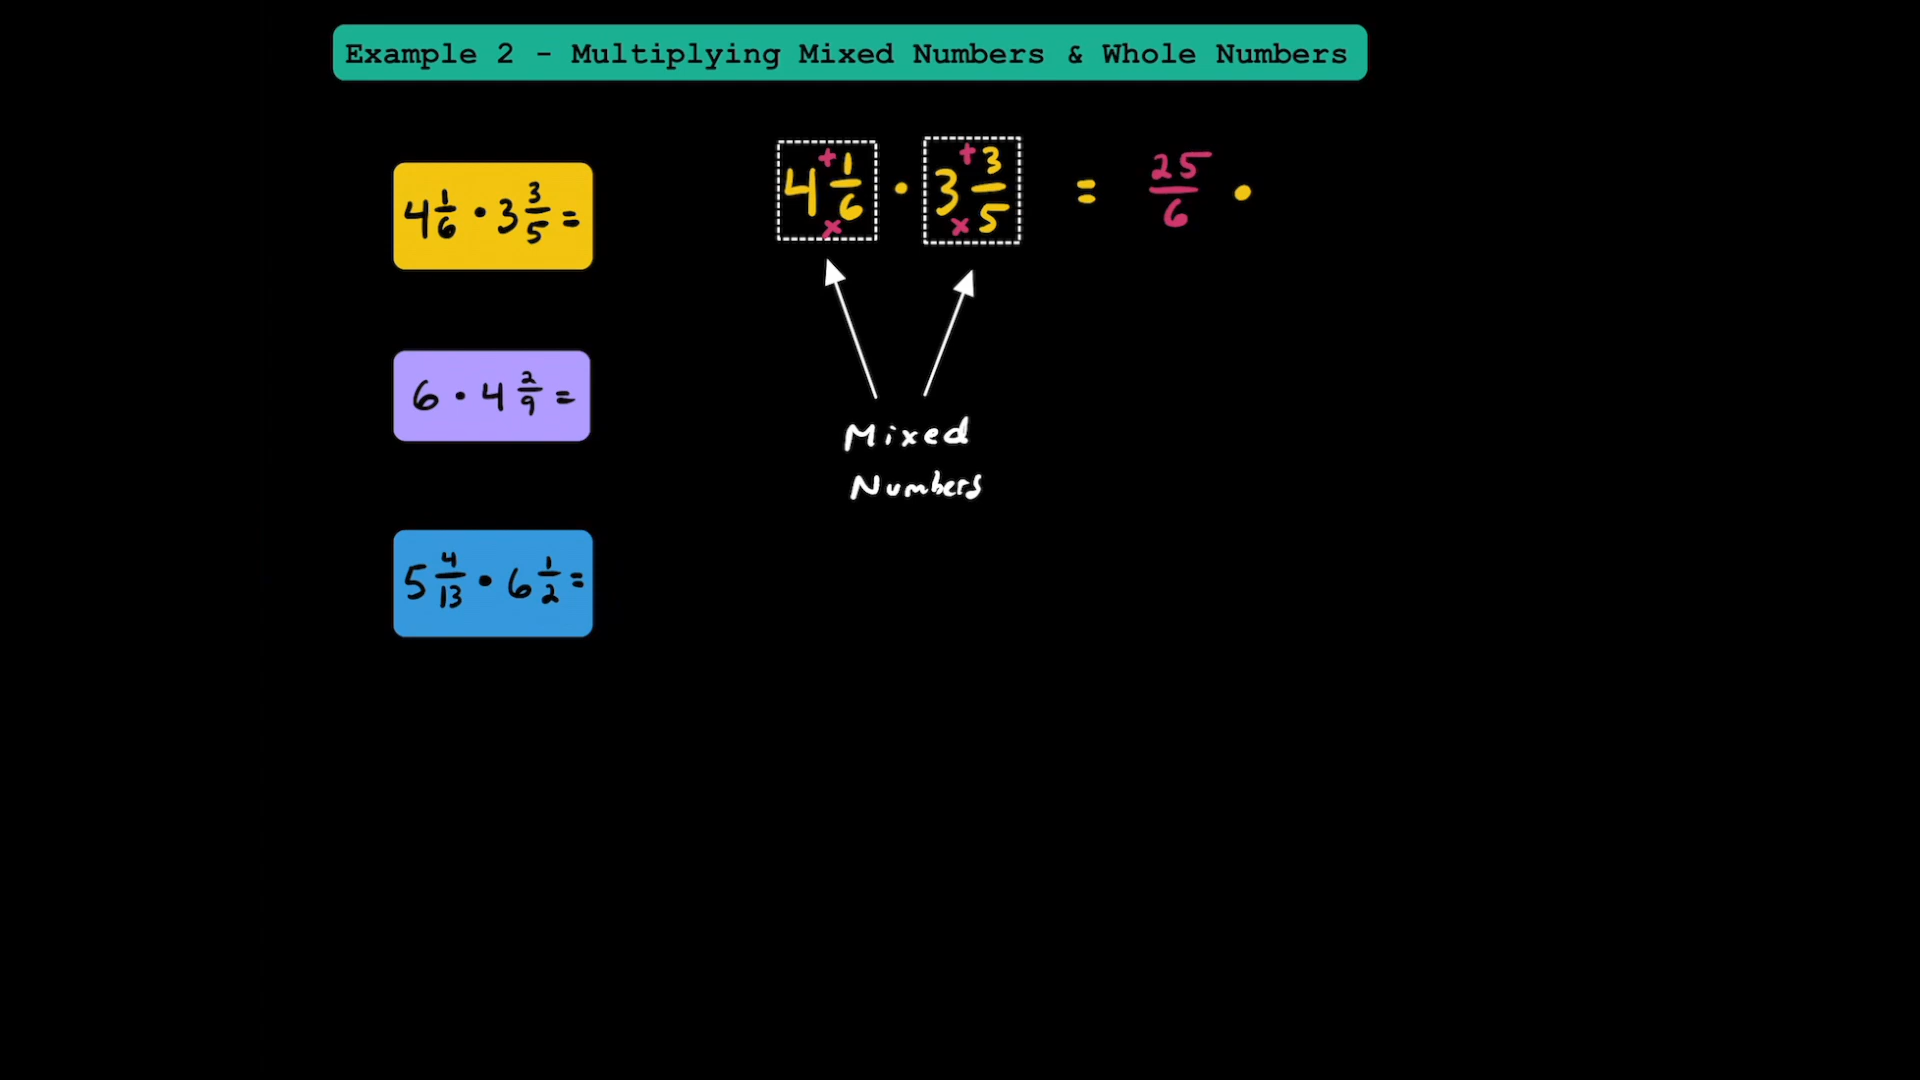 Example 2 - Multiplying Mixed Numbers & Whole Numbers
4 1/6 · 3 3/5 =
6 · 4 2/9 =
5 4/13 · 6 1/2 =
4 + 1/6 x · 3 + 3/5 x = 25/6 ·
Mixed
Numbers